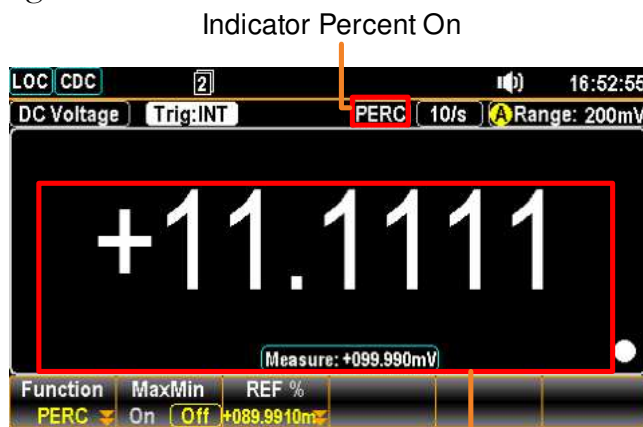 Indicator Percent On
LOC CDC 2 16:52:55
DC Voltage Trig:INT PERC 10/s A Range: 200mV
+11.1111
Measure: +099.990mV
Function MaxMin REF %
PERC On Off +089.9910m